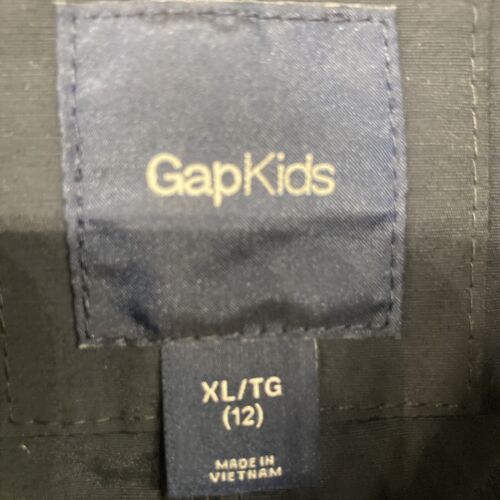 GapKids
XL/TG
(12)
MADE IN
VIETNAM